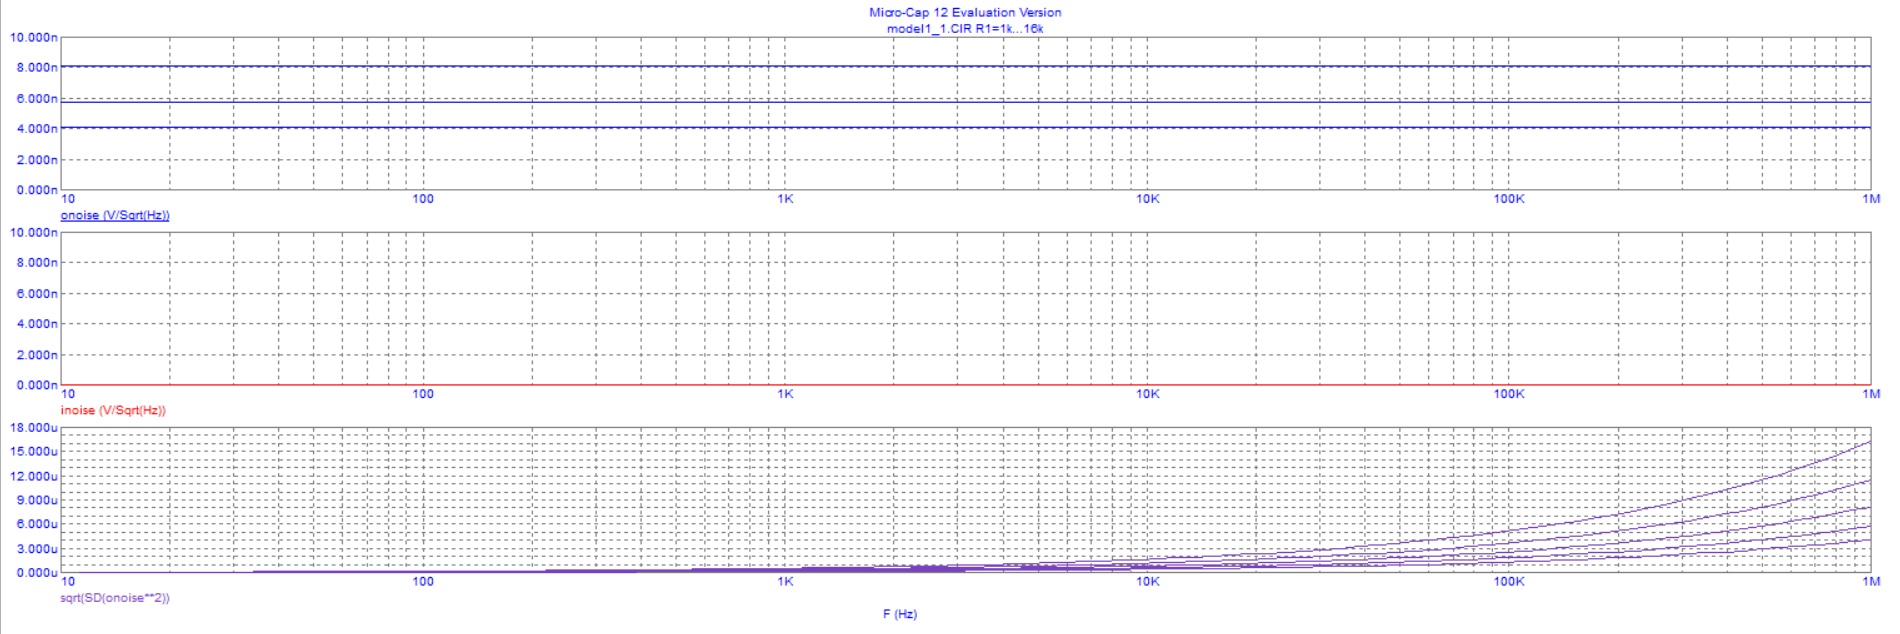 Micro-Cap 12 Evaluation Version
model1_1.CIR R1=1k...16k
10.000n
8.000n
6.000n
4.000n
2.000n
0.000n
10 100 1K 10K 100K 1M
onoise (V/Sqrt(Hz))
10.000n
8.000n
6.000n
4.000n
2.000n
0.000n
10 100 1K 10K 100K 1M
inoise (V/Sqrt(Hz))
18.000u
15.000u
12.000u
9.000u
6.000u
3.000u
0.000u
10 100 1K 10K 100K 1M
sqrt(SD(onoise**2))
F (Hz)